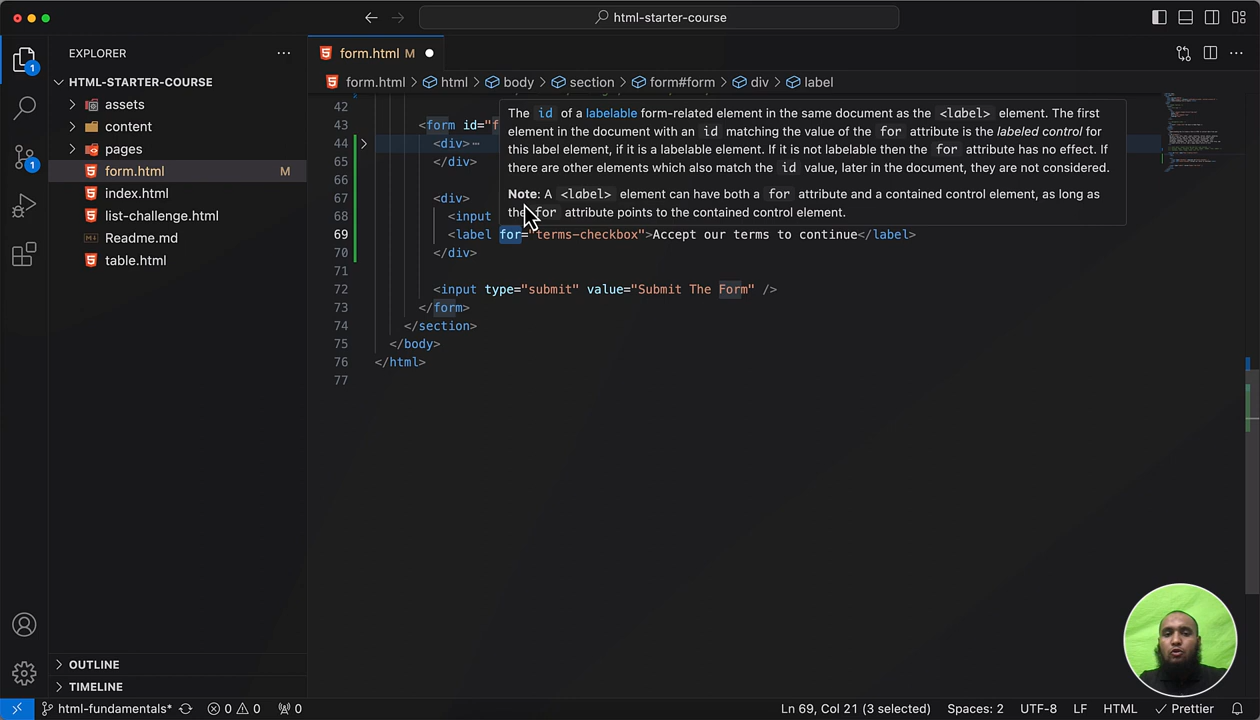 html-starter-course
EXPLORER
form.html M
HTML-STARTER-COURSE
form.html > html > body > section > form#form > div > label
assets
content
pages
form.html M
index.html
list-challenge.html
Readme.md
table.html
1
1
42
43 <form id="f
44 <div>
65 </div>
66
67 <div>
68 <input
69 <label for="terms-checkbox">Accept our terms to continue</label>
70 </div>
71
72 <input type="submit" value="Submit The Form" />
73 </form>
74 </section>
75 </body>
76 </html>
77
The id of a labelable form-related element in the same document as the <label> element. The first
element in the document with an id matching the value of the for attribute is the labeled control for
this label element, if it is a labelable element. If it is not labelable then the for attribute has no effect. If
there are other elements which also match the id value, later in the document, they are not considered.
Note: A <label> element can have both a for attribute and a contained control element, as long as
the for attribute points to the contained control element.
OUTLINE
TIMELINE
html-fundamentals* 0 0 0 Ln 69, Col 21 (3 selected) Spaces: 2 UTF-8 LF HTML Prettier